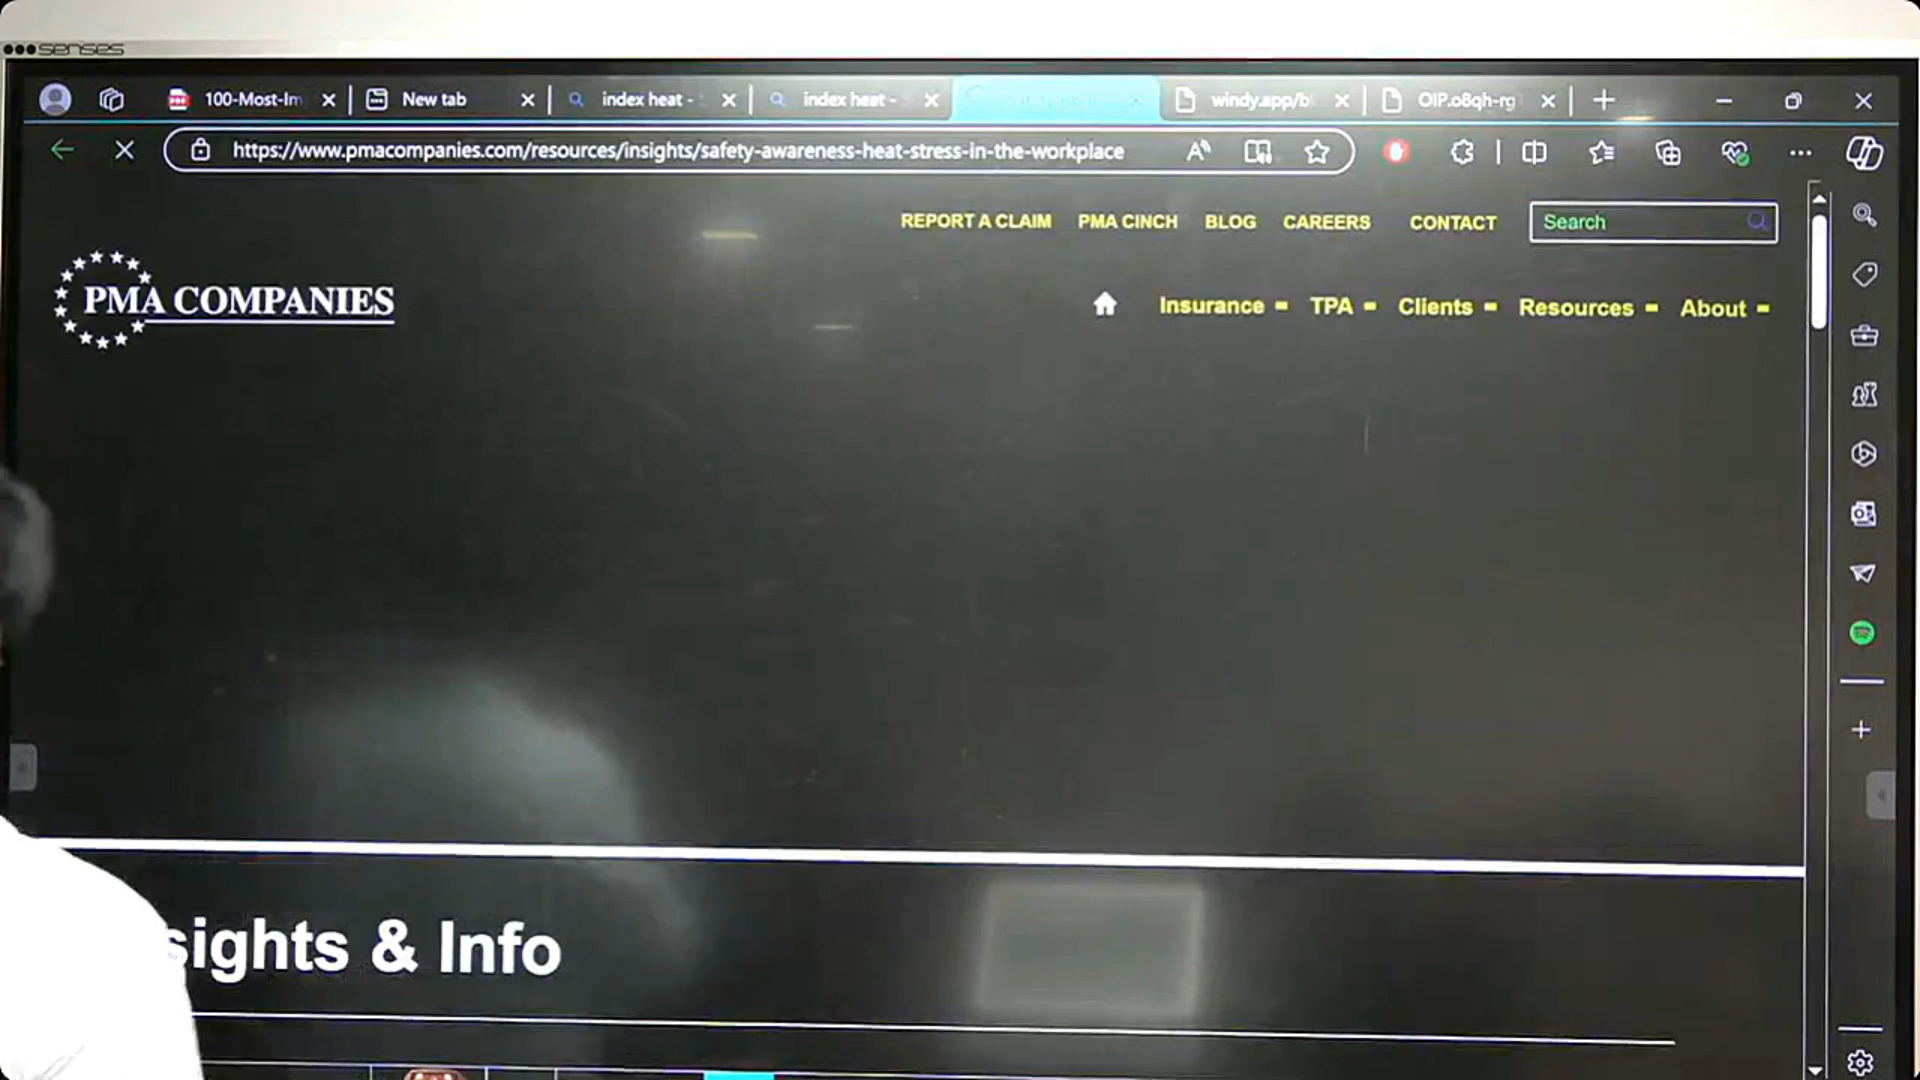 senses
100-Most-Im
New tab
index heat -
index heat -
windy.app/bl
OIP.o8qh-rg
https://www.pmacompanies.com/resources/insights/safety-awareness-heat-stress-in-the-workplace
REPORT A CLAIM PMA CINCH BLOG CAREERS CONTACT Search
PMA COMPANIES
Insurance TPA Clients Resources About
sights & Info